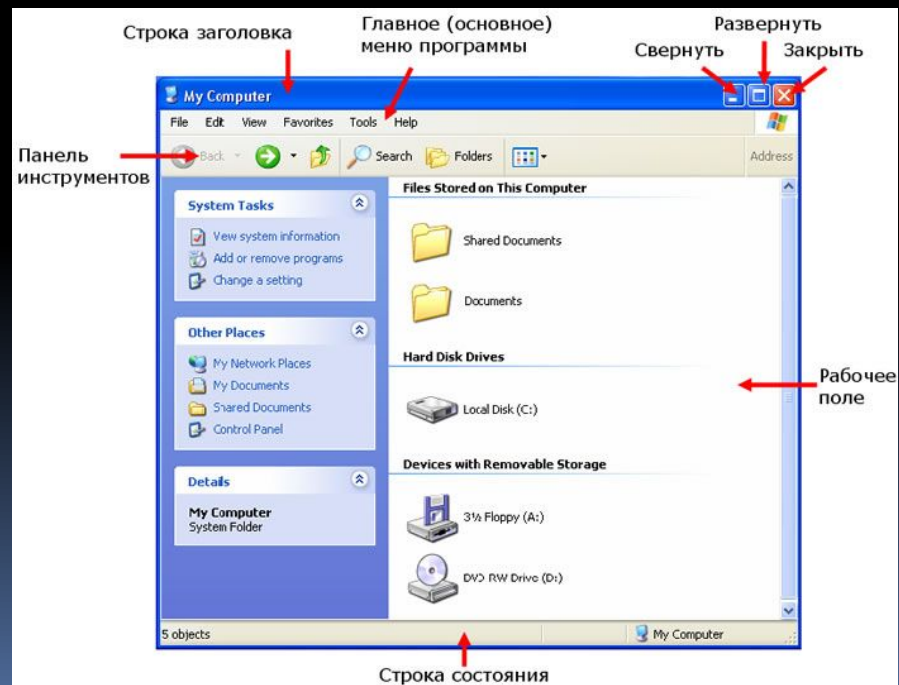 Строка заголовка
Главное (основное)
меню программы
Развернуть
Свернуть
Закрыть
My Computer
File Edit View Favorites Tools Help
Панель
инструментов
Back Search Folders Address
System Tasks
View system information
Add or remove programs
Change a setting
Other Places
My Network Places
My Documents
Shared Documents
Control Panel
Details
My Computer
System Folder
Files Stored on This Computer
Shared Documents
Documents
Hard Disk Drives
Local Disk (C:)
Devices with Removable Storage
3½ Floppy (A:)
DVD-RW Drive (D:)
Рабочее
поле
5 objects My Computer
Строка состояния